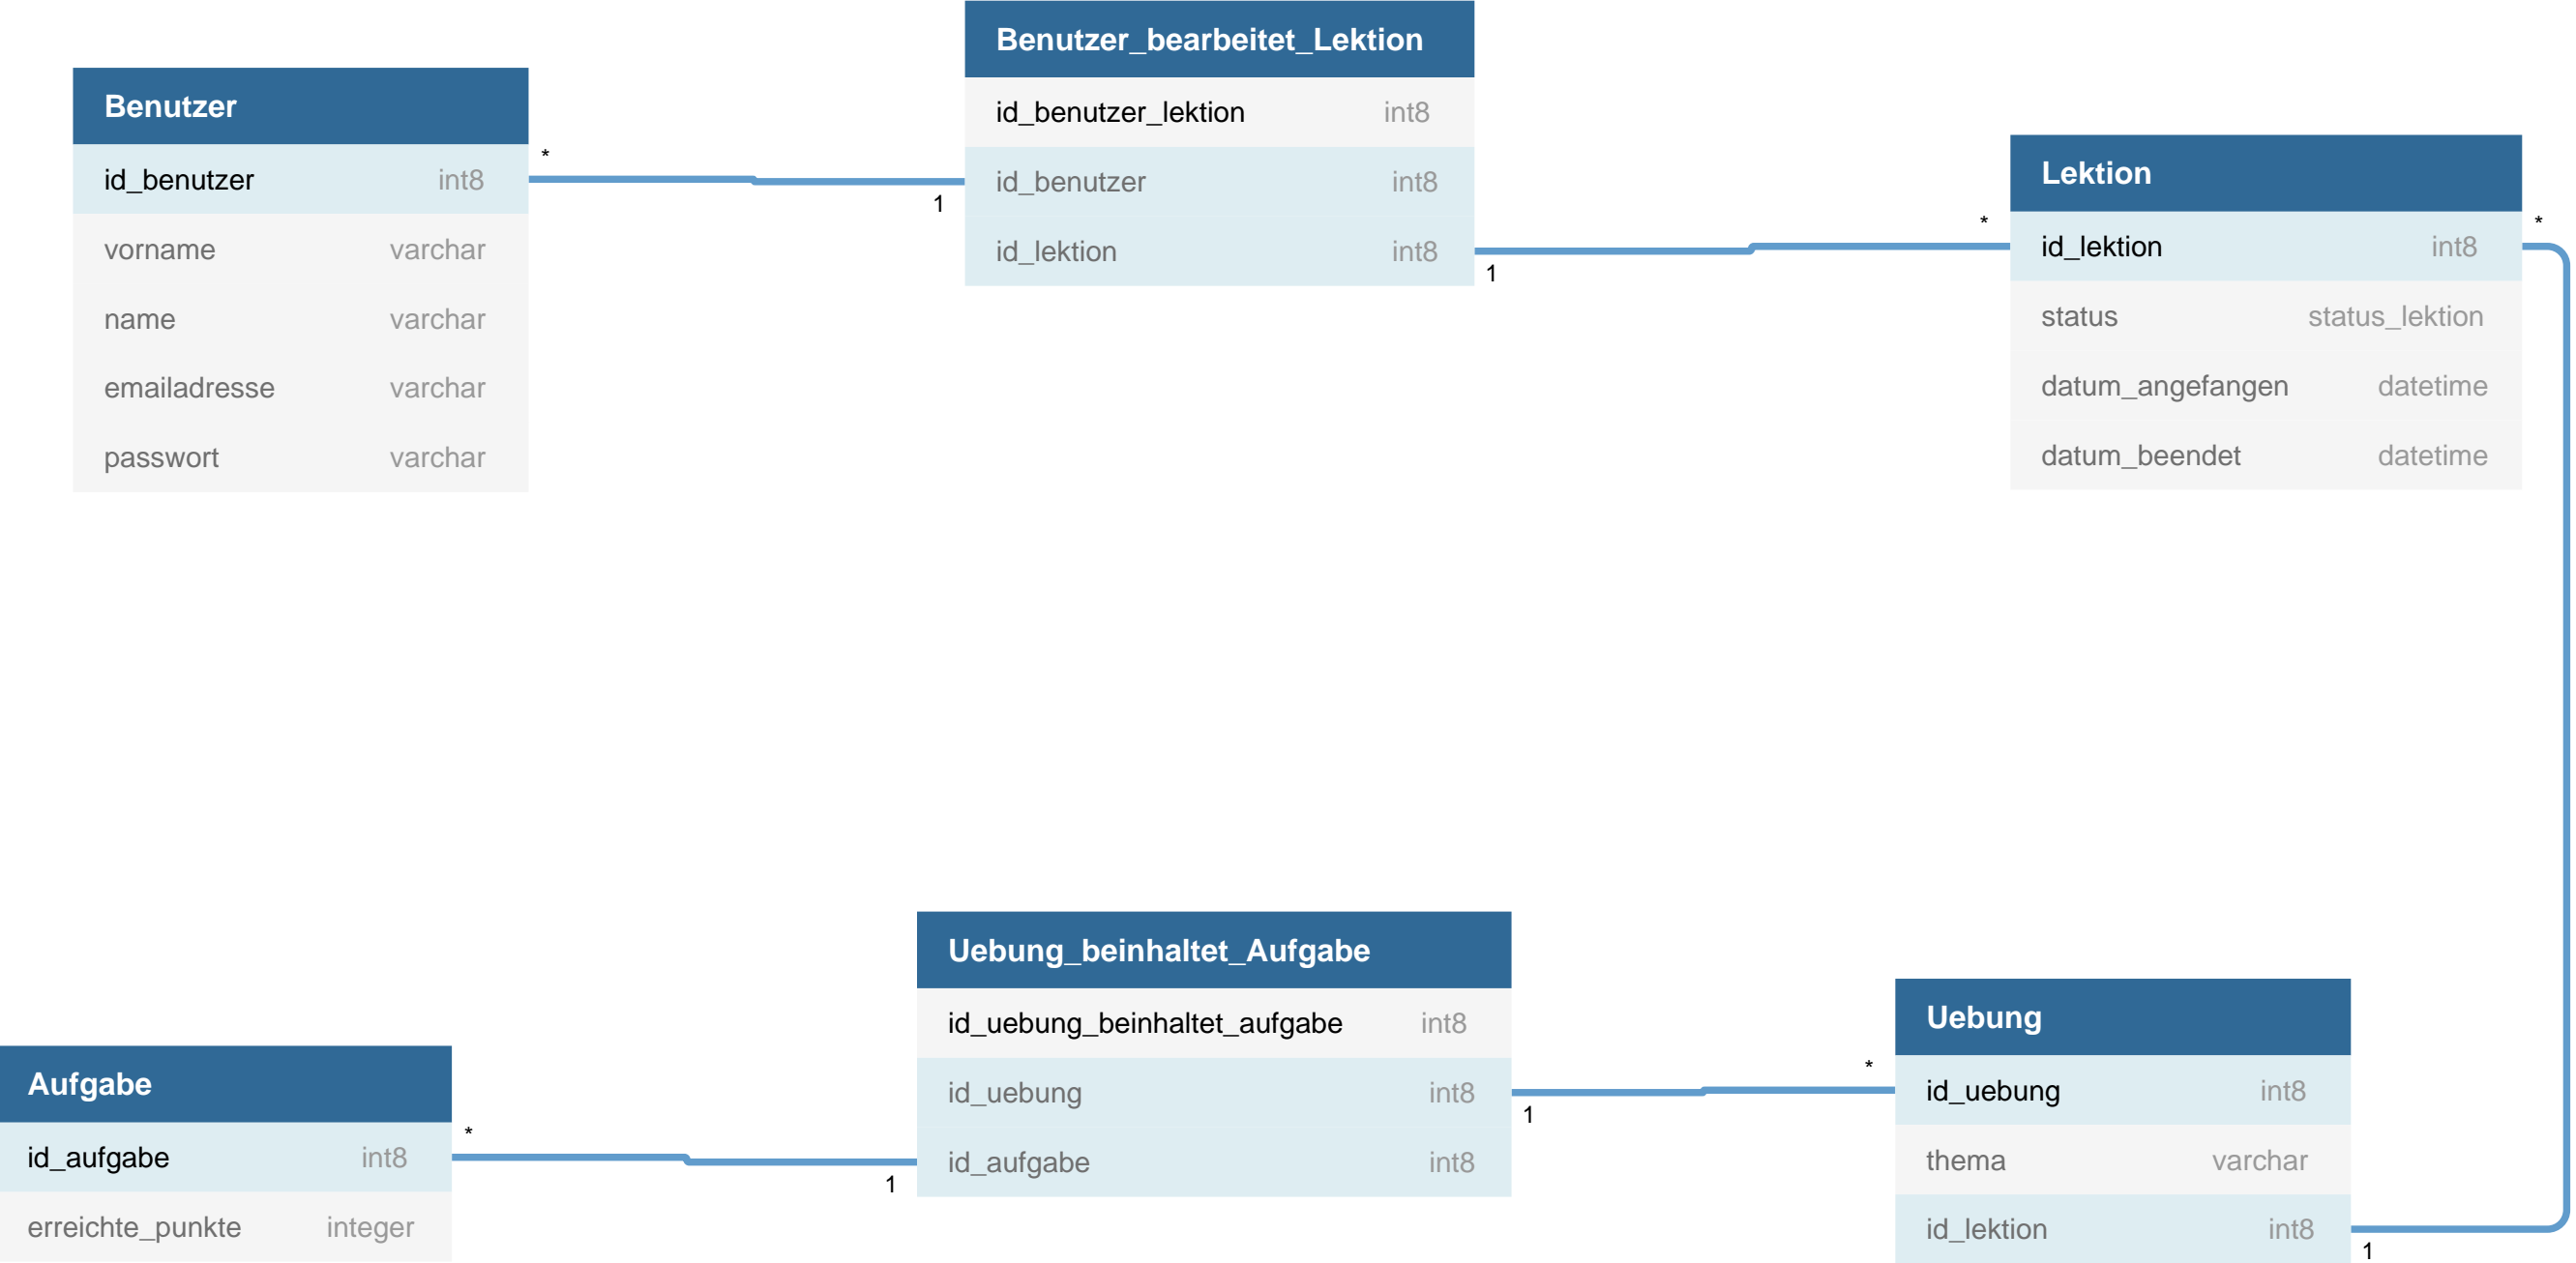 Benutzer
id_benutzer int8
vorname varchar
name varchar
emailadresse varchar
passwort varchar
*
1
Benutzer_bearbeitet_Lektion
id_benutzer_lektion int8
id_benutzer int8
id_lektion int8
1
*
Lektion
id_lektion int8
status status_lektion
datum_angefangen datetime
datum_beendet datetime
*
Aufgabe
id_aufgabe int8
erreichte_punkte integer
*
1
Uebung_beinhaltet_Aufgabe
id_uebung_beinhaltet_aufgabe int8
id_uebung int8
id_aufgabe int8
1
*
Uebung
id_uebung int8
thema varchar
id_lektion int8
1